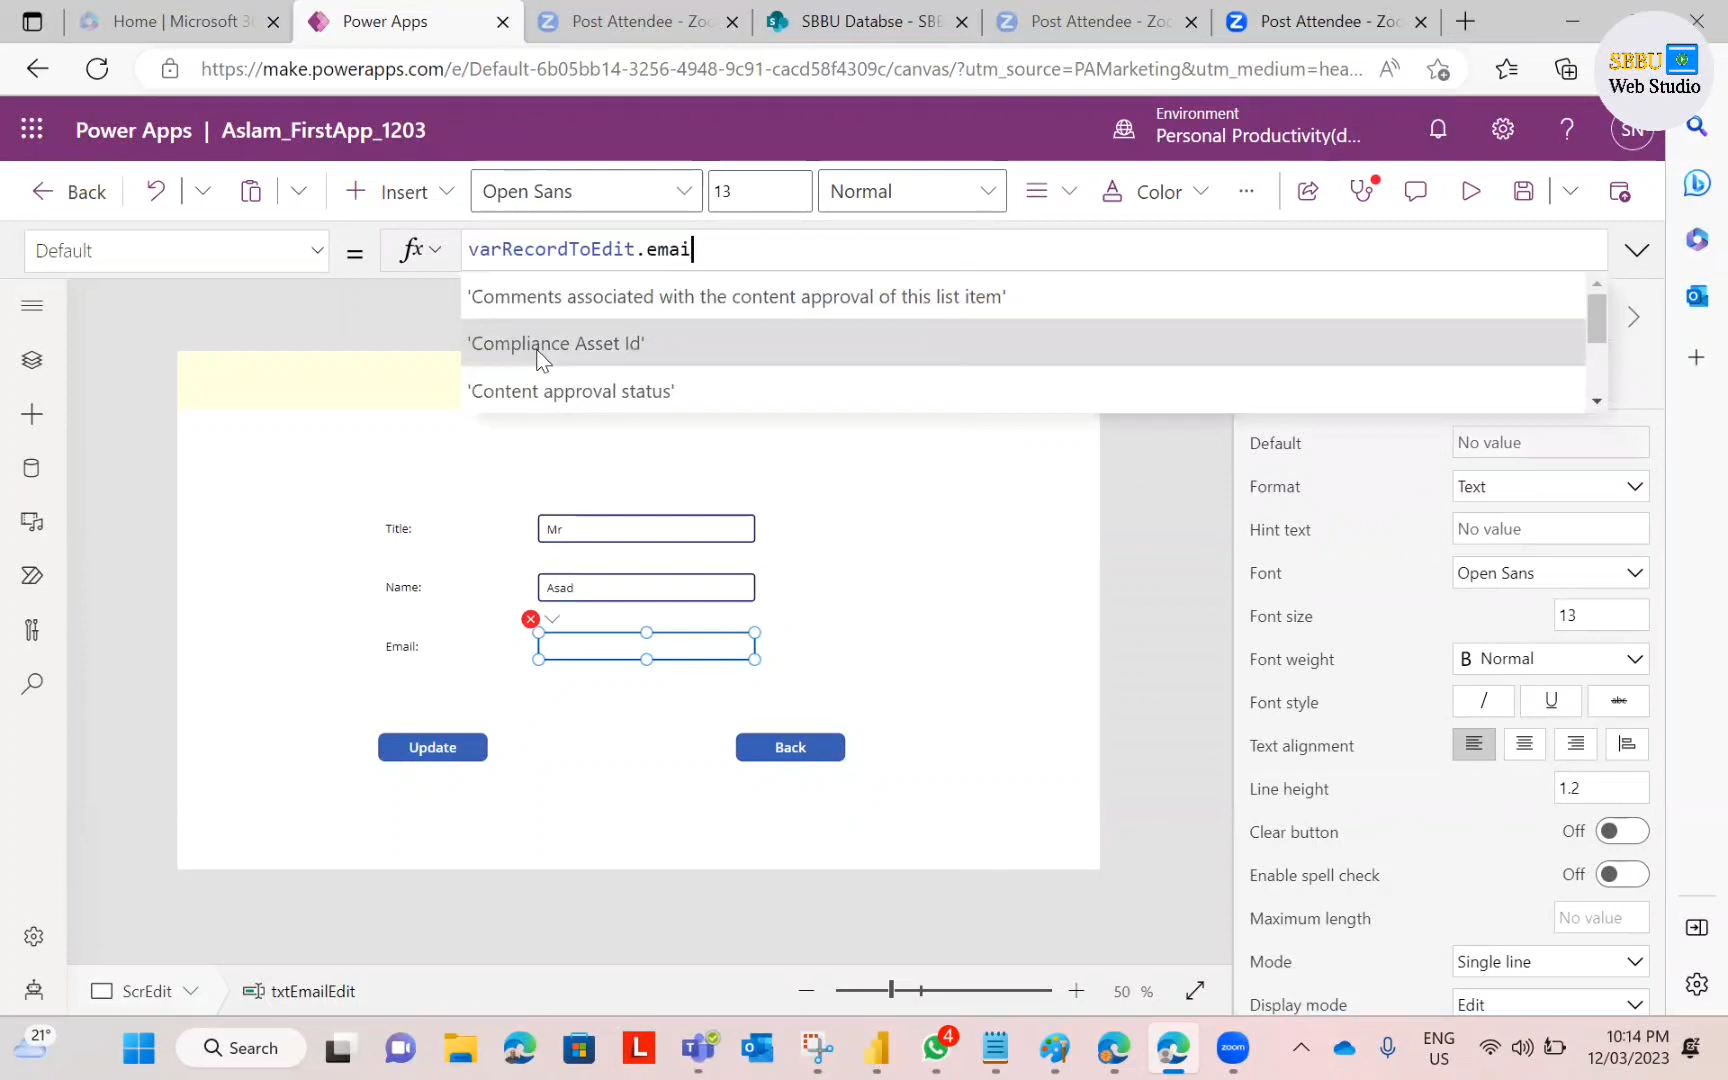 Home | Microsoft 3
Power Apps
Post Attendee - Zo
SBBU Databse - SBE
Post Attendee - Zo
Post Attendee - Zo
https://make.powerapps.com/e/Default-6b05bb14-3256-4948-9c91-cacd58f4309c/canvas/?utm_source=PAMarketing&utm_medium=hea...
SBBU
Web Studio
Power Apps | Aslam_FirstApp_1203
Environment
Personal Productivity(d...
SN
Back
Insert
Open Sans
13
Normal
Color
Default
=
fx
varRecordToEdit.emai
'Comments associated with the content approval of this list item'
'Compliance Asset Id'
'Content approval status'
Title:
Mr
Name:
Asad
Email:
Update
Back
Default
No value
Format
Text
Hint text
No value
Font
Open Sans
Font size
13
Font weight
B Normal
Font style
/
U
abc
Text alignment
Line height
1.2
Clear button
Off
Enable spell check
Off
Maximum length
No value
Mode
Single line
Display mode
Edit
ScrEdit
txtEmailEdit
50 %
21°
Search
L
4
zoom
ENG
US
10:14 PM
12/03/2023